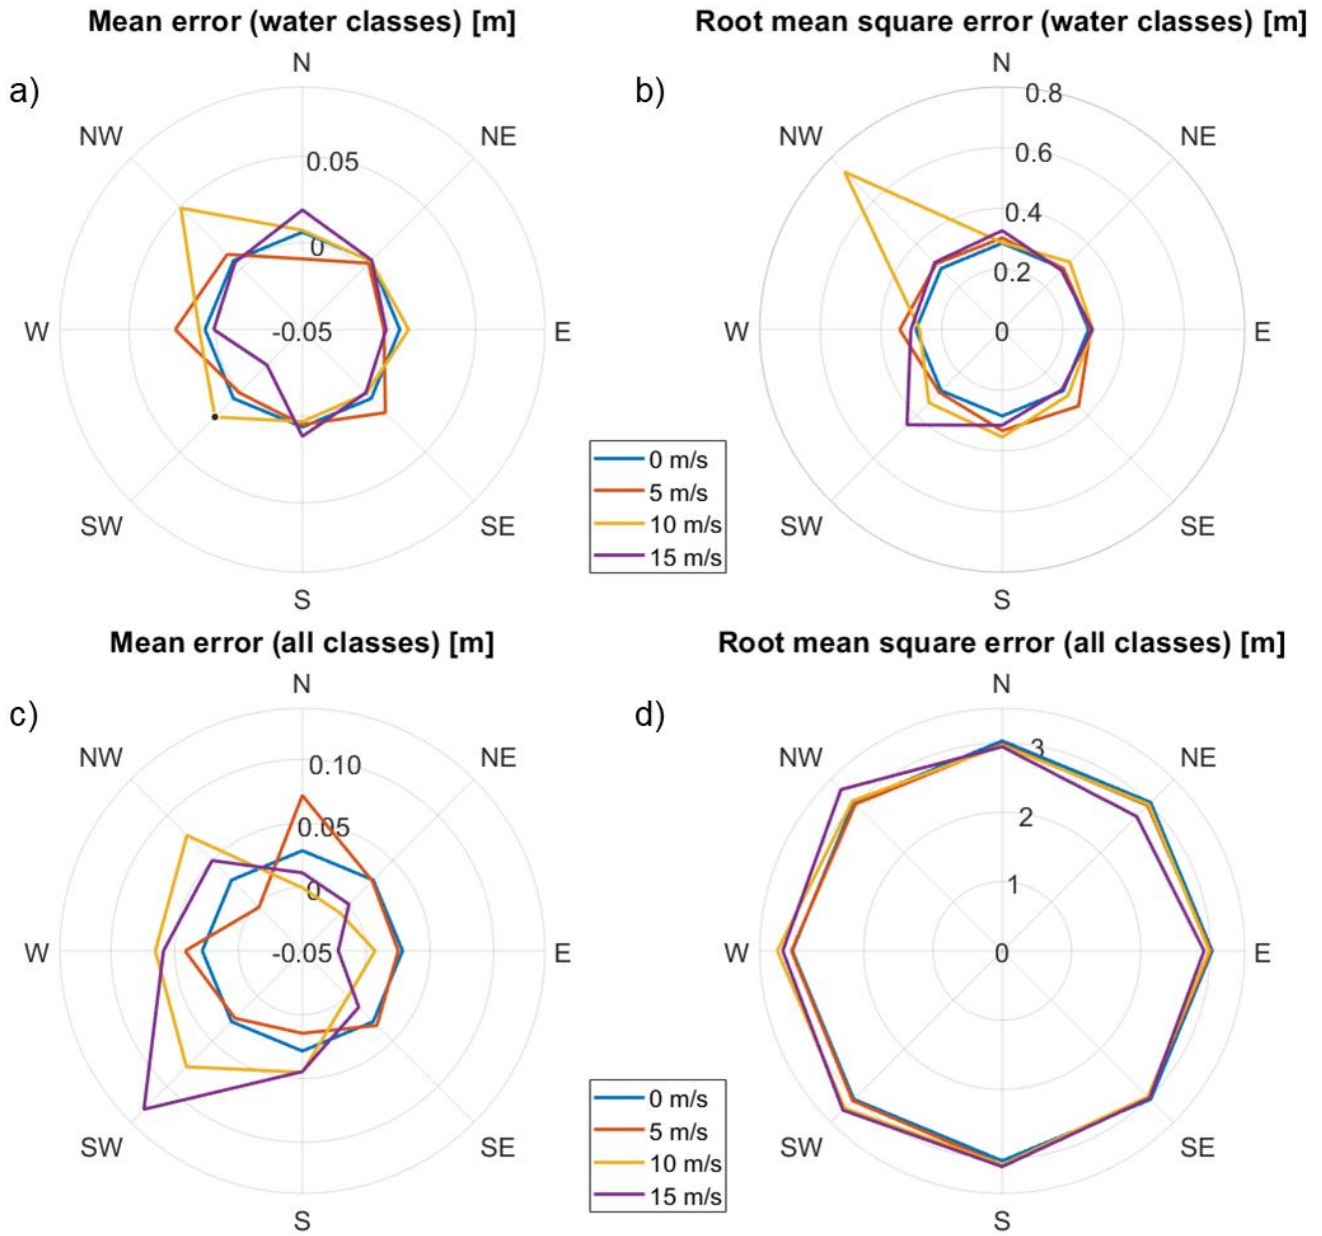 Mean error (water classes) [m]
Root mean square error (water classes) [m]
a)
N
NW
NE
0.05
0
W
-0.05
E
SW
SE
S
b)
N
0.8
NW
NE
0.6
0.4
0.2
W
0
E
SW
SE
S
0 m/s
5 m/s
10 m/s
15 m/s
Mean error (all classes) [m]
Root mean square error (all classes) [m]
c)
N
NW
NE
0.10
0.05
0
W
-0.05
E
SW
SE
S
d)
N
NW
NE
3
2
1
W
0
E
SW
SE
S
0 m/s
5 m/s
10 m/s
15 m/s